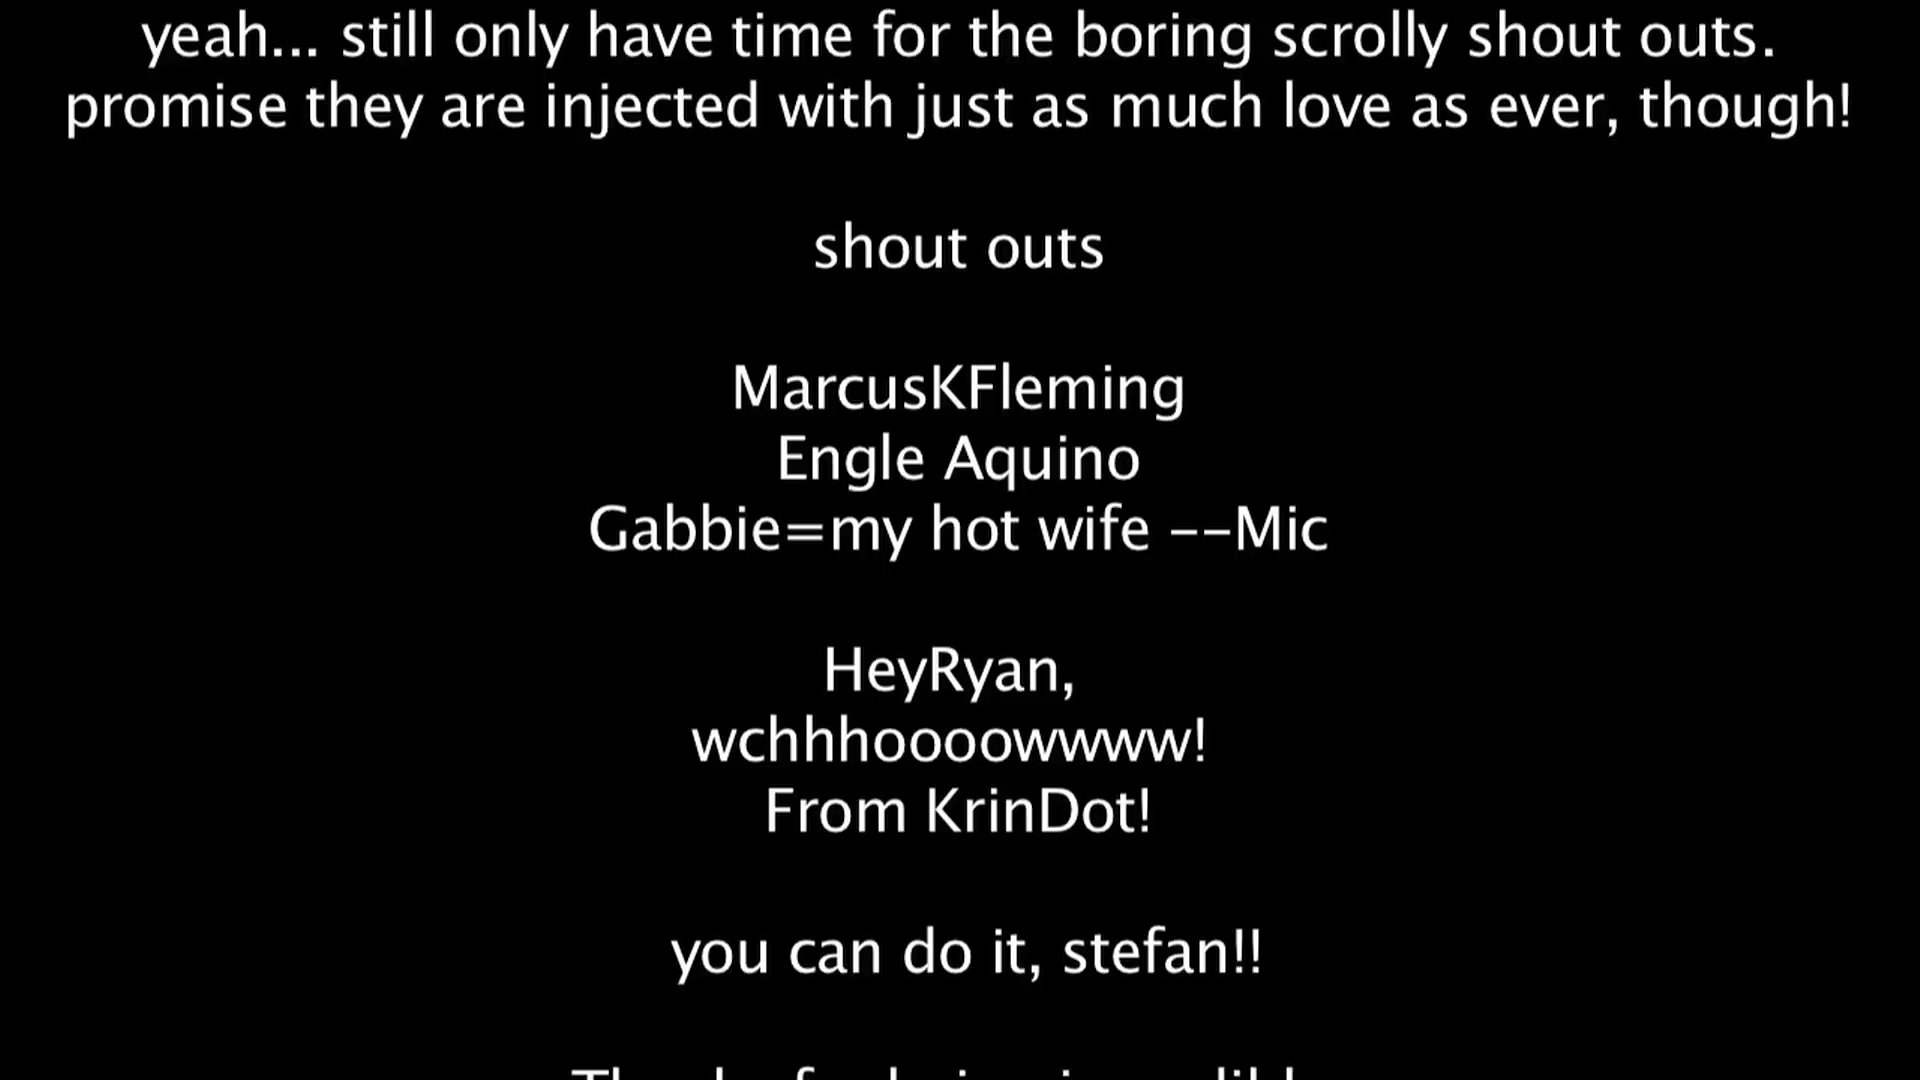 yeah... still only have time for the boring scrolly shout outs.
promise they are injected with just as much love as ever, though!
shout outs
MarcusKFleming
Engle Aquino
Gabbie=my hot wife --Mic
HeyRyan,
wchhhoooowwww!
From KrinDot!
you can do it, stefan!!